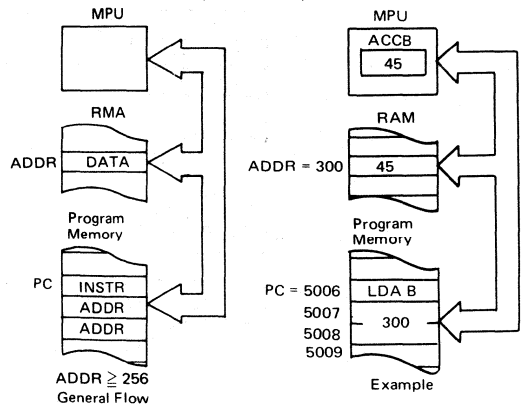 MPU
RMA
ADDR
DATA
Program
Memory
PC
INSTR
ADDR
ADDR
ADDR ≧ 256
General Flow
MPU
ACCB
45
RAM
ADDR = 300
45
Program
Memory
PC = 5006
LDA B
5007
300
5008
5009
Example